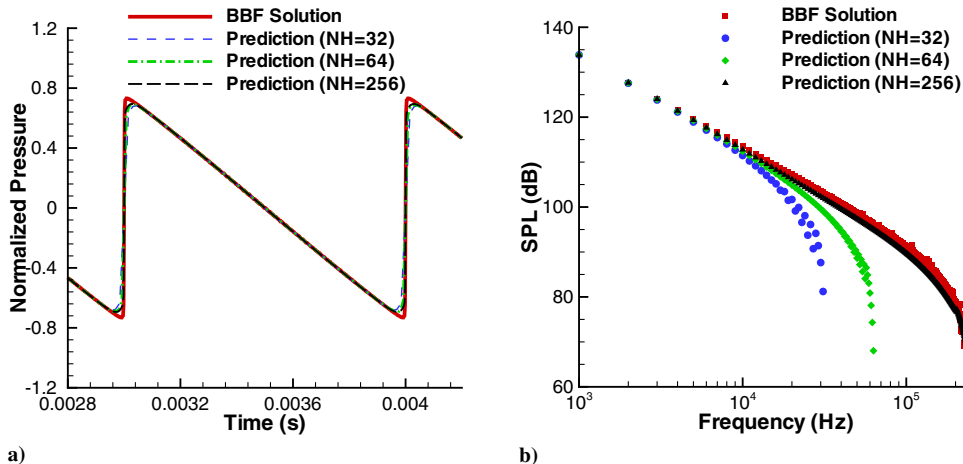 BBF Solution
Prediction (NH=32)
Prediction (NH=64)
Prediction (NH=256)
1.2
0.8
0.4
0
-0.4
-0.8
-1.2
Normalized Pressure
0.0028
0.0032
0.0036
0.004
Time (s)
a)
BBF Solution
Prediction (NH=32)
Prediction (NH=64)
Prediction (NH=256)
140
120
100
80
60
SPL (dB)
10³
10⁴
10⁵
Frequency (Hz)
b)